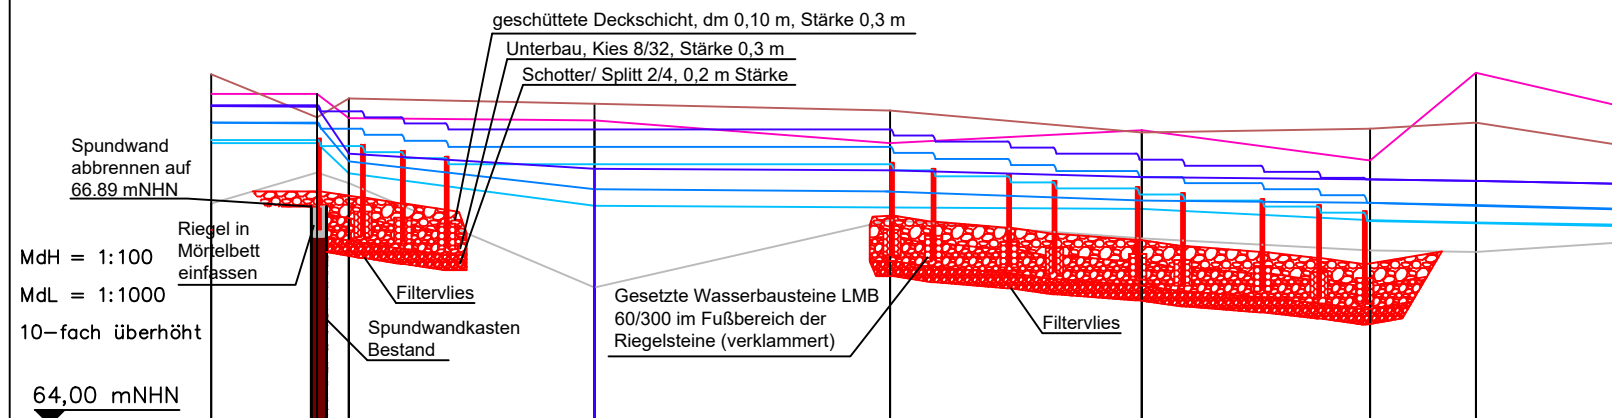 geschüttete Deckschicht, dm 0,10 m, Stärke 0,3 m
Unterbau, Kies 8/32, Stärke 0,3 m
Schotter/ Splitt 2/4, 0,2 m Stärke
Spundwand
abbrennen auf
66.89 mNHN
Riegel in
Mörtelbett
einfassen
MdH = 1:100
MdL = 1:1000
10-fach überhöht
64,00 mNHN
Filtervlies
Spundwandkasten
Bestand
Gesetzte Wasserbausteine LMB
60/300 im Fußbereich der
Riegelsteine (verklammert)
Filtervlies